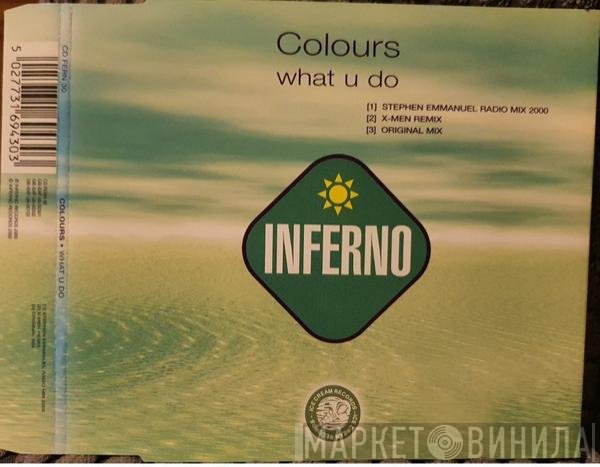 Colours
what u do
[1] STEPHEN EMMANUEL RADIO MIX 2000
[2] X-MEN REMIX
[3] ORIGINAL MIX
INFERNO
ICE CREAM RECORDS
CD FERN 30
COLOURS • WHAT U DO
5 027731 694303
МАРКЕТ ВИНИЛА